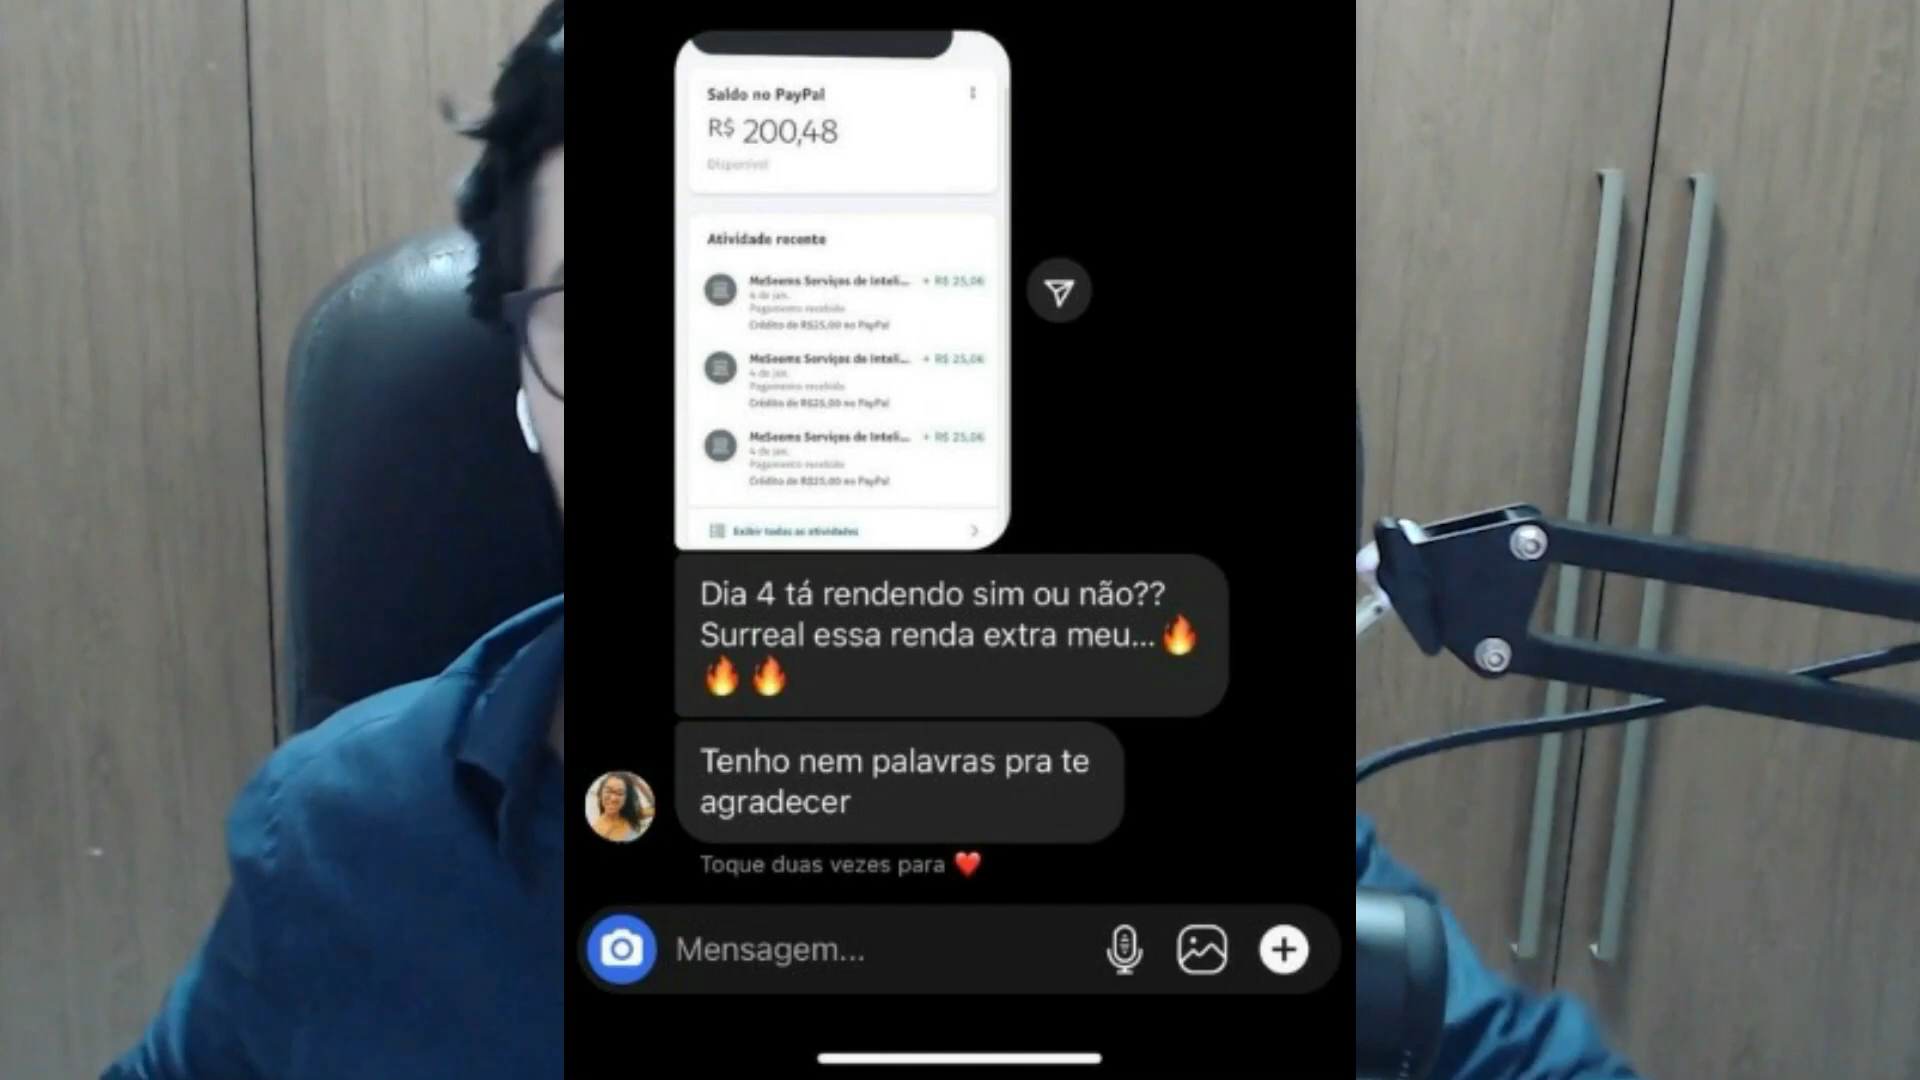 Saldo no PayPal
R$ 200,48
Disponível
Atividade recente
MeSeems Serviços de Inteli... + R$ 25,06
4 de jan.
Pagamento recebido
Crédito de R$25,00 no PayPal
MeSeems Serviços de Inteli... + R$ 25,06
4 de jan.
Pagamento recebido
Crédito de R$25,00 no PayPal
MeSeems Serviços de Inteli... + R$ 25,06
4 de jan.
Pagamento recebido
Crédito de R$25,00 no PayPal
Exibir todas as atividades
Dia 4 tá rendendo sim ou não??
Surreal essa renda extra meu...🔥
🔥 🔥
Tenho nem palavras pra te
agradecer
Toque duas vezes para ❤️
Mensagem...